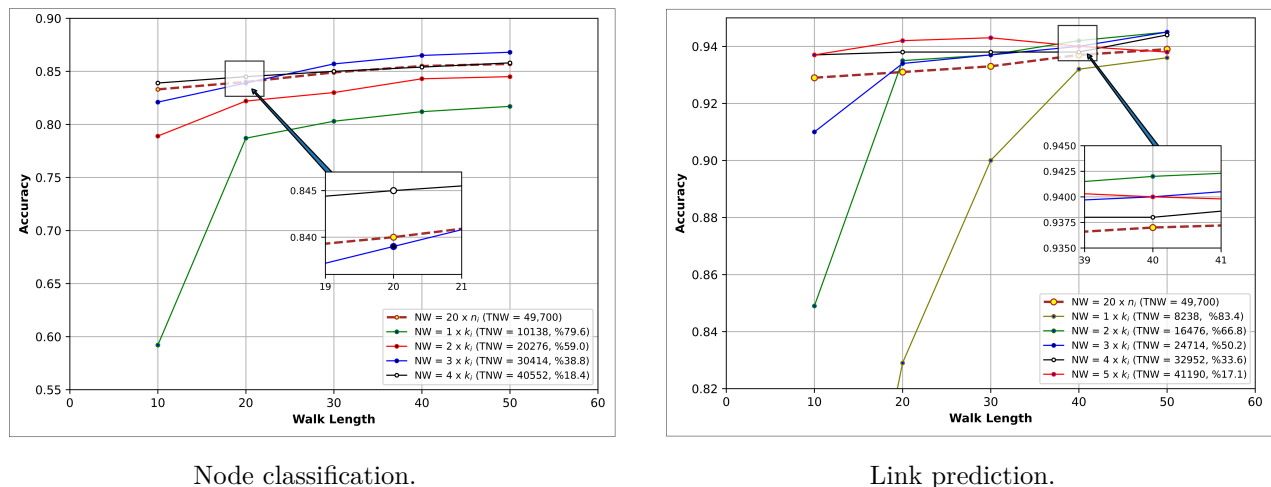 0.90
0.85
0.80
0.75
0.70
0.65
0.60
0.55
Accuracy
0 10 20 30 40 50 60
Walk Length
0.845
0.840
19 20 21
NW = 20 x n_i (TNW = 49,700)
NW = 1 x k_i (TNW = 10138, %79.6)
NW = 2 x k_i (TNW = 20276, %59.0)
NW = 3 x k_i (TNW = 30414, %38.8)
NW = 4 x k_i (TNW = 40552, %18.4)
Node classification.
0.94
0.92
0.90
0.88
0.86
0.84
0.82
Accuracy
0 10 20 30 40 50 60
Walk Length
0.9450
0.9425
0.9400
0.9375
0.9350
39 40 41
NW = 20 x n_i (TNW = 49,700)
NW = 1 x k_i (TNW = 8238, %83.4)
NW = 2 x k_i (TNW = 16476, %66.8)
NW = 3 x k_i (TNW = 24714, %50.2)
NW = 4 x k_i (TNW = 32952, %33.6)
NW = 5 x k_i (TNW = 41190, %17.1)
Link prediction.